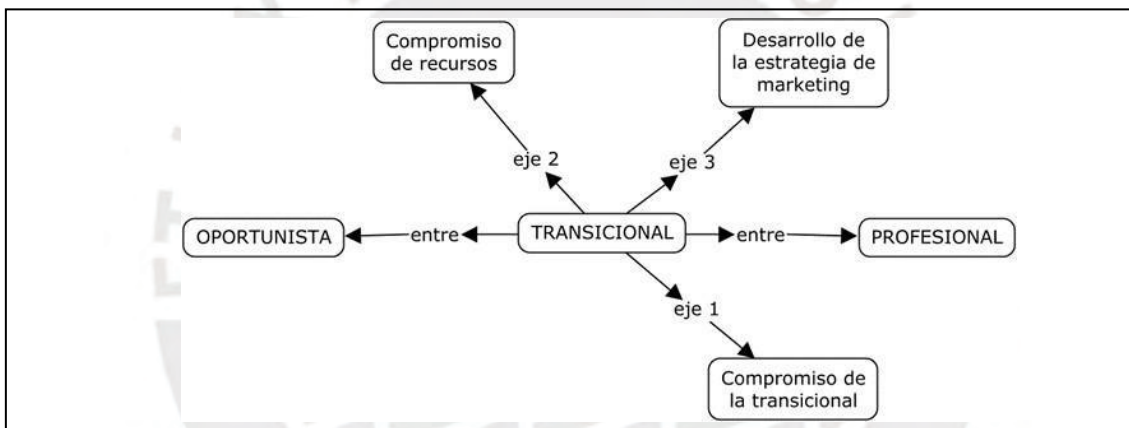 Compromiso
de recursos
Desarrollo de
la estrategia de
marketing
eje 2
eje 3
OPORTUNISTA
entre
TRANSICIONAL
entre
PROFESIONAL
eje 1
Compromiso de
la transicional